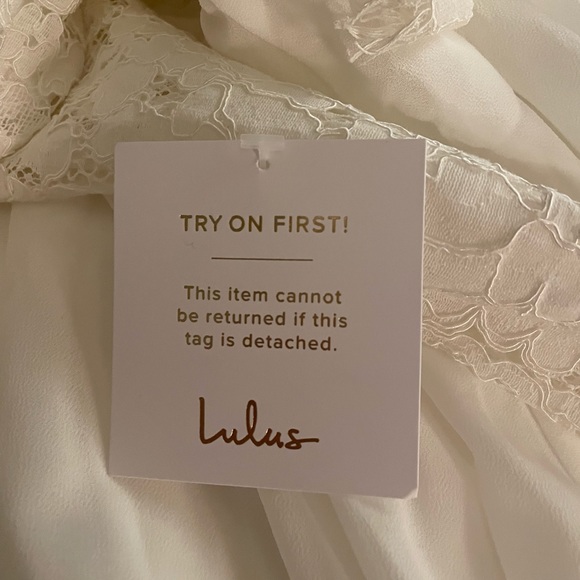 TRY ON FIRST!
This item cannot
be returned if this
tag is detached.
Lulus